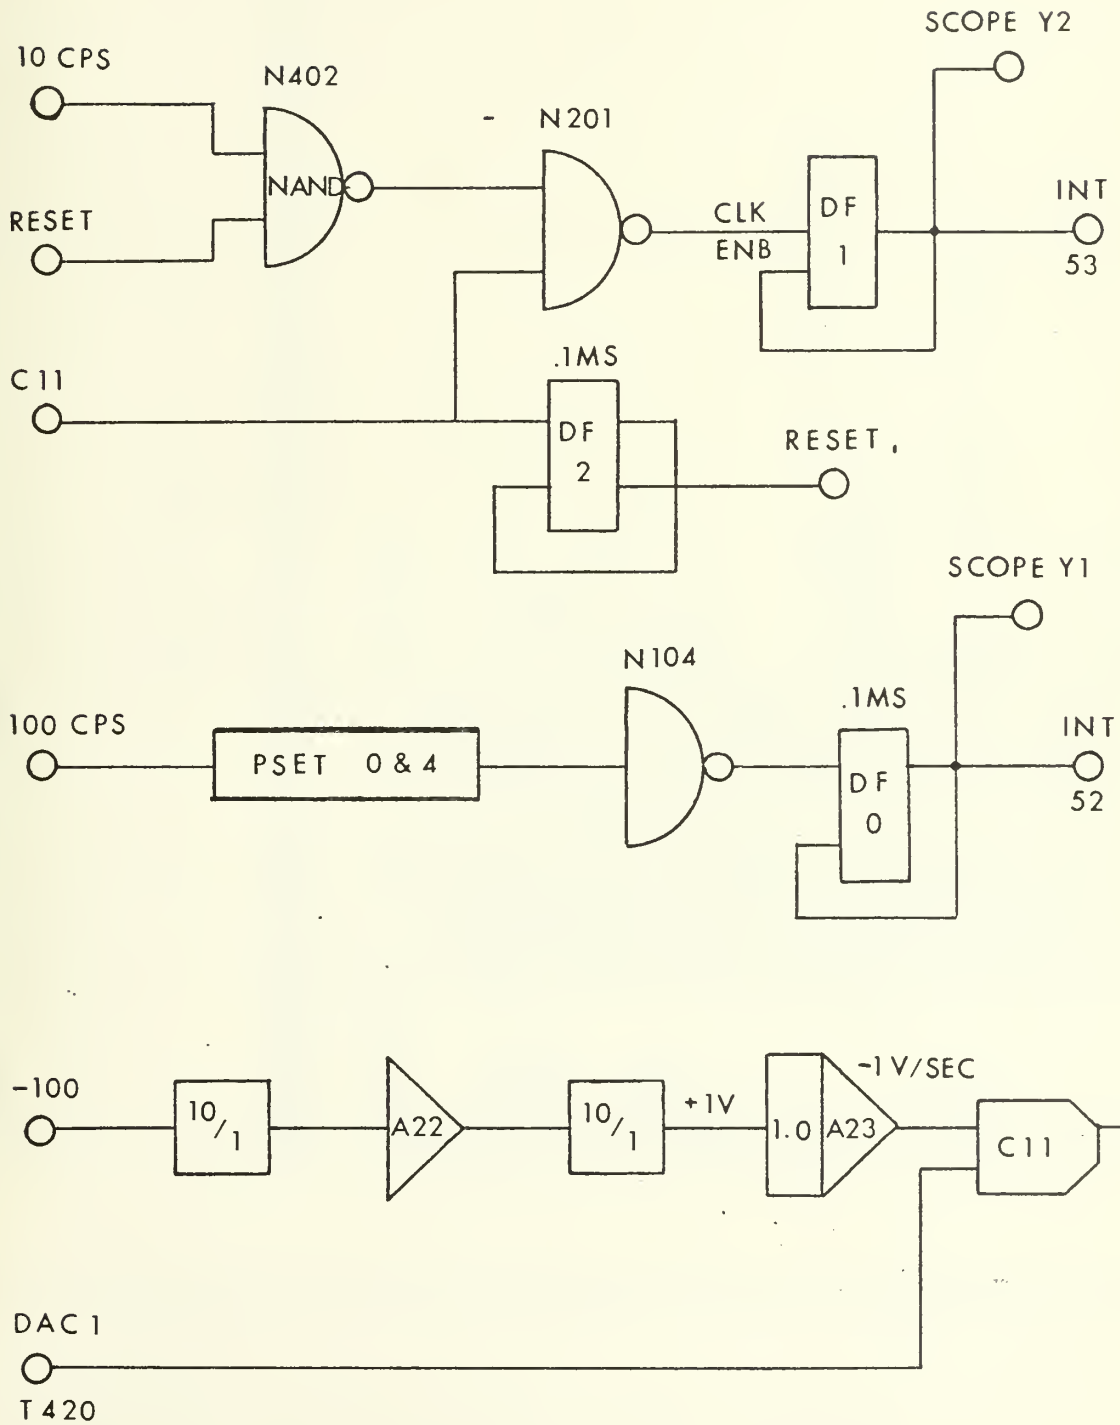 SCOPE Y2
10 CPS
N402
N201
NAND
RESET
CLK
ENB
DF
1
INT
53
C11
.1MS
DF
2
RESET
SCOPE Y1
N104
100 CPS
PSET 0 & 4
.1MS
DF
0
INT
52
-100
10/1
A22
10/1
+1V
1.0
A23
-1 V/SEC
C11
DAC 1
T420